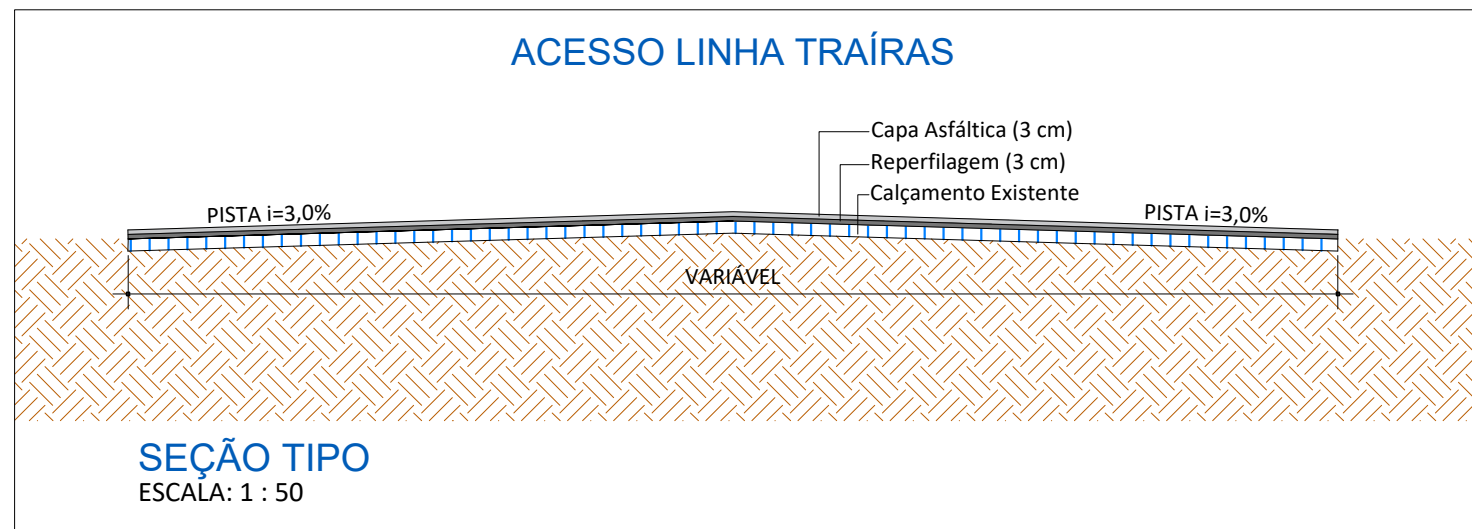 ACESSO LINHA TRAÍRAS
Capa Asfáltica (3 cm)
Reperfilagem (3 cm)
Calçamento Existente
PISTA i=3,0%
PISTA i=3,0%
VARIÁVEL
SEÇÃO TIPO
ESCALA: 1 : 50